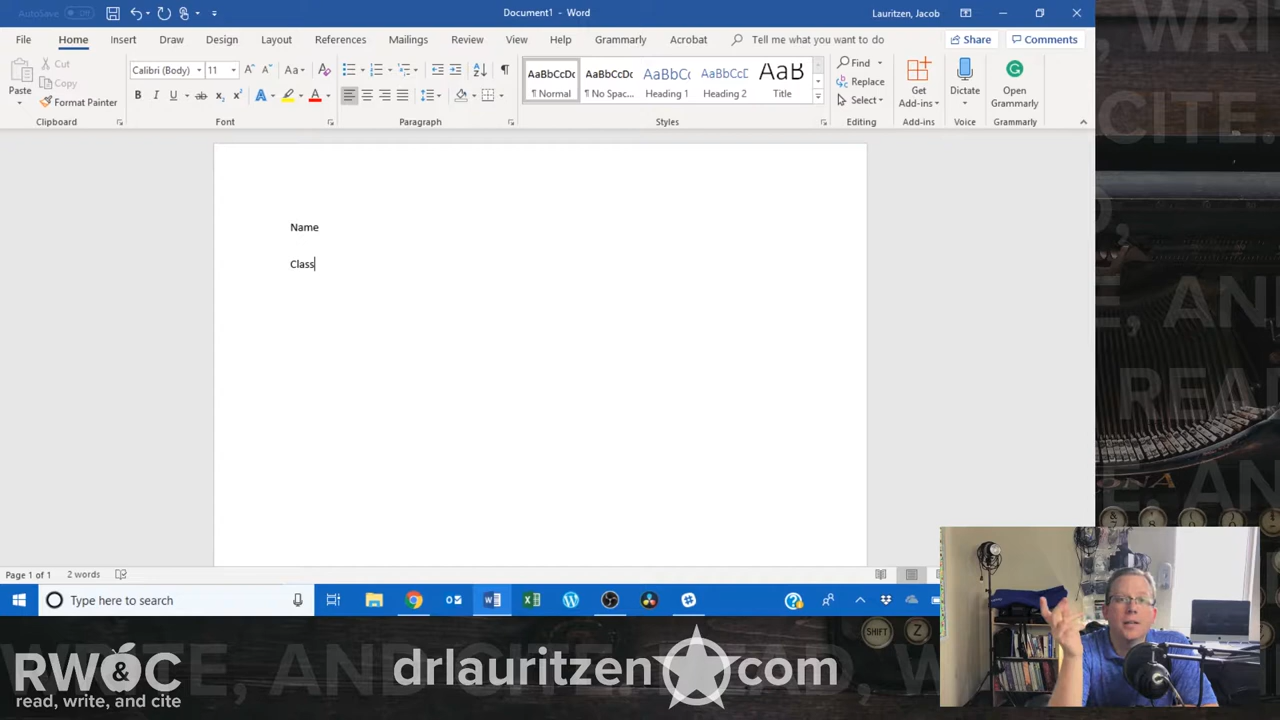 AutoSave Off
Document1 - Word
Lauritzen, Jacob
File Home Insert Draw Design Layout References Mailings Review View Help Grammarly Acrobat Tell me what you want to do Share Comments
Paste
Cut
Copy
Format Painter
Clipboard
Calibri (Body) 11
Font
Paragraph
AaBbCcDc AaBbCcDc AaBbCc AaBbCcD AaB
¶ Normal ¶ No Spac... Heading 1 Heading 2 Title
Styles
Find
Replace
Select
Editing
Get Add-ins
Add-ins
Dictate
Voice
Open Grammarly
Grammarly
Name
Class
Page 1 of 1 2 words
Type here to search
RW&C
read, write, and cite
drlauritzen com
SHIFT
Z